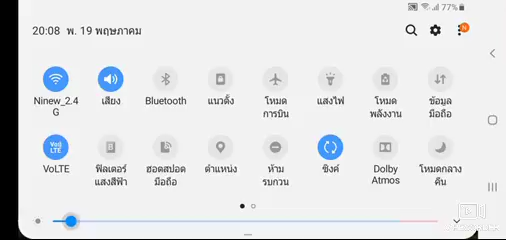 77%
20:08 พ. 19 พฤษภาคม
N
Ninew_2.4
G
เสียง
Bluetooth
แนวตั้ง
โหมด
การบิน
แสงไฟ
โหมด
พลังงาน
ข้อมูล
มือถือ
VoLTE
ฟิลเตอร์
แสงสีฟ้า
ฮอตสปอต
มือถือ
ตำแหน่ง
ห้าม
รบกวน
ซิงค์
Dolby
Atmos
โหมดกลาง
คืน